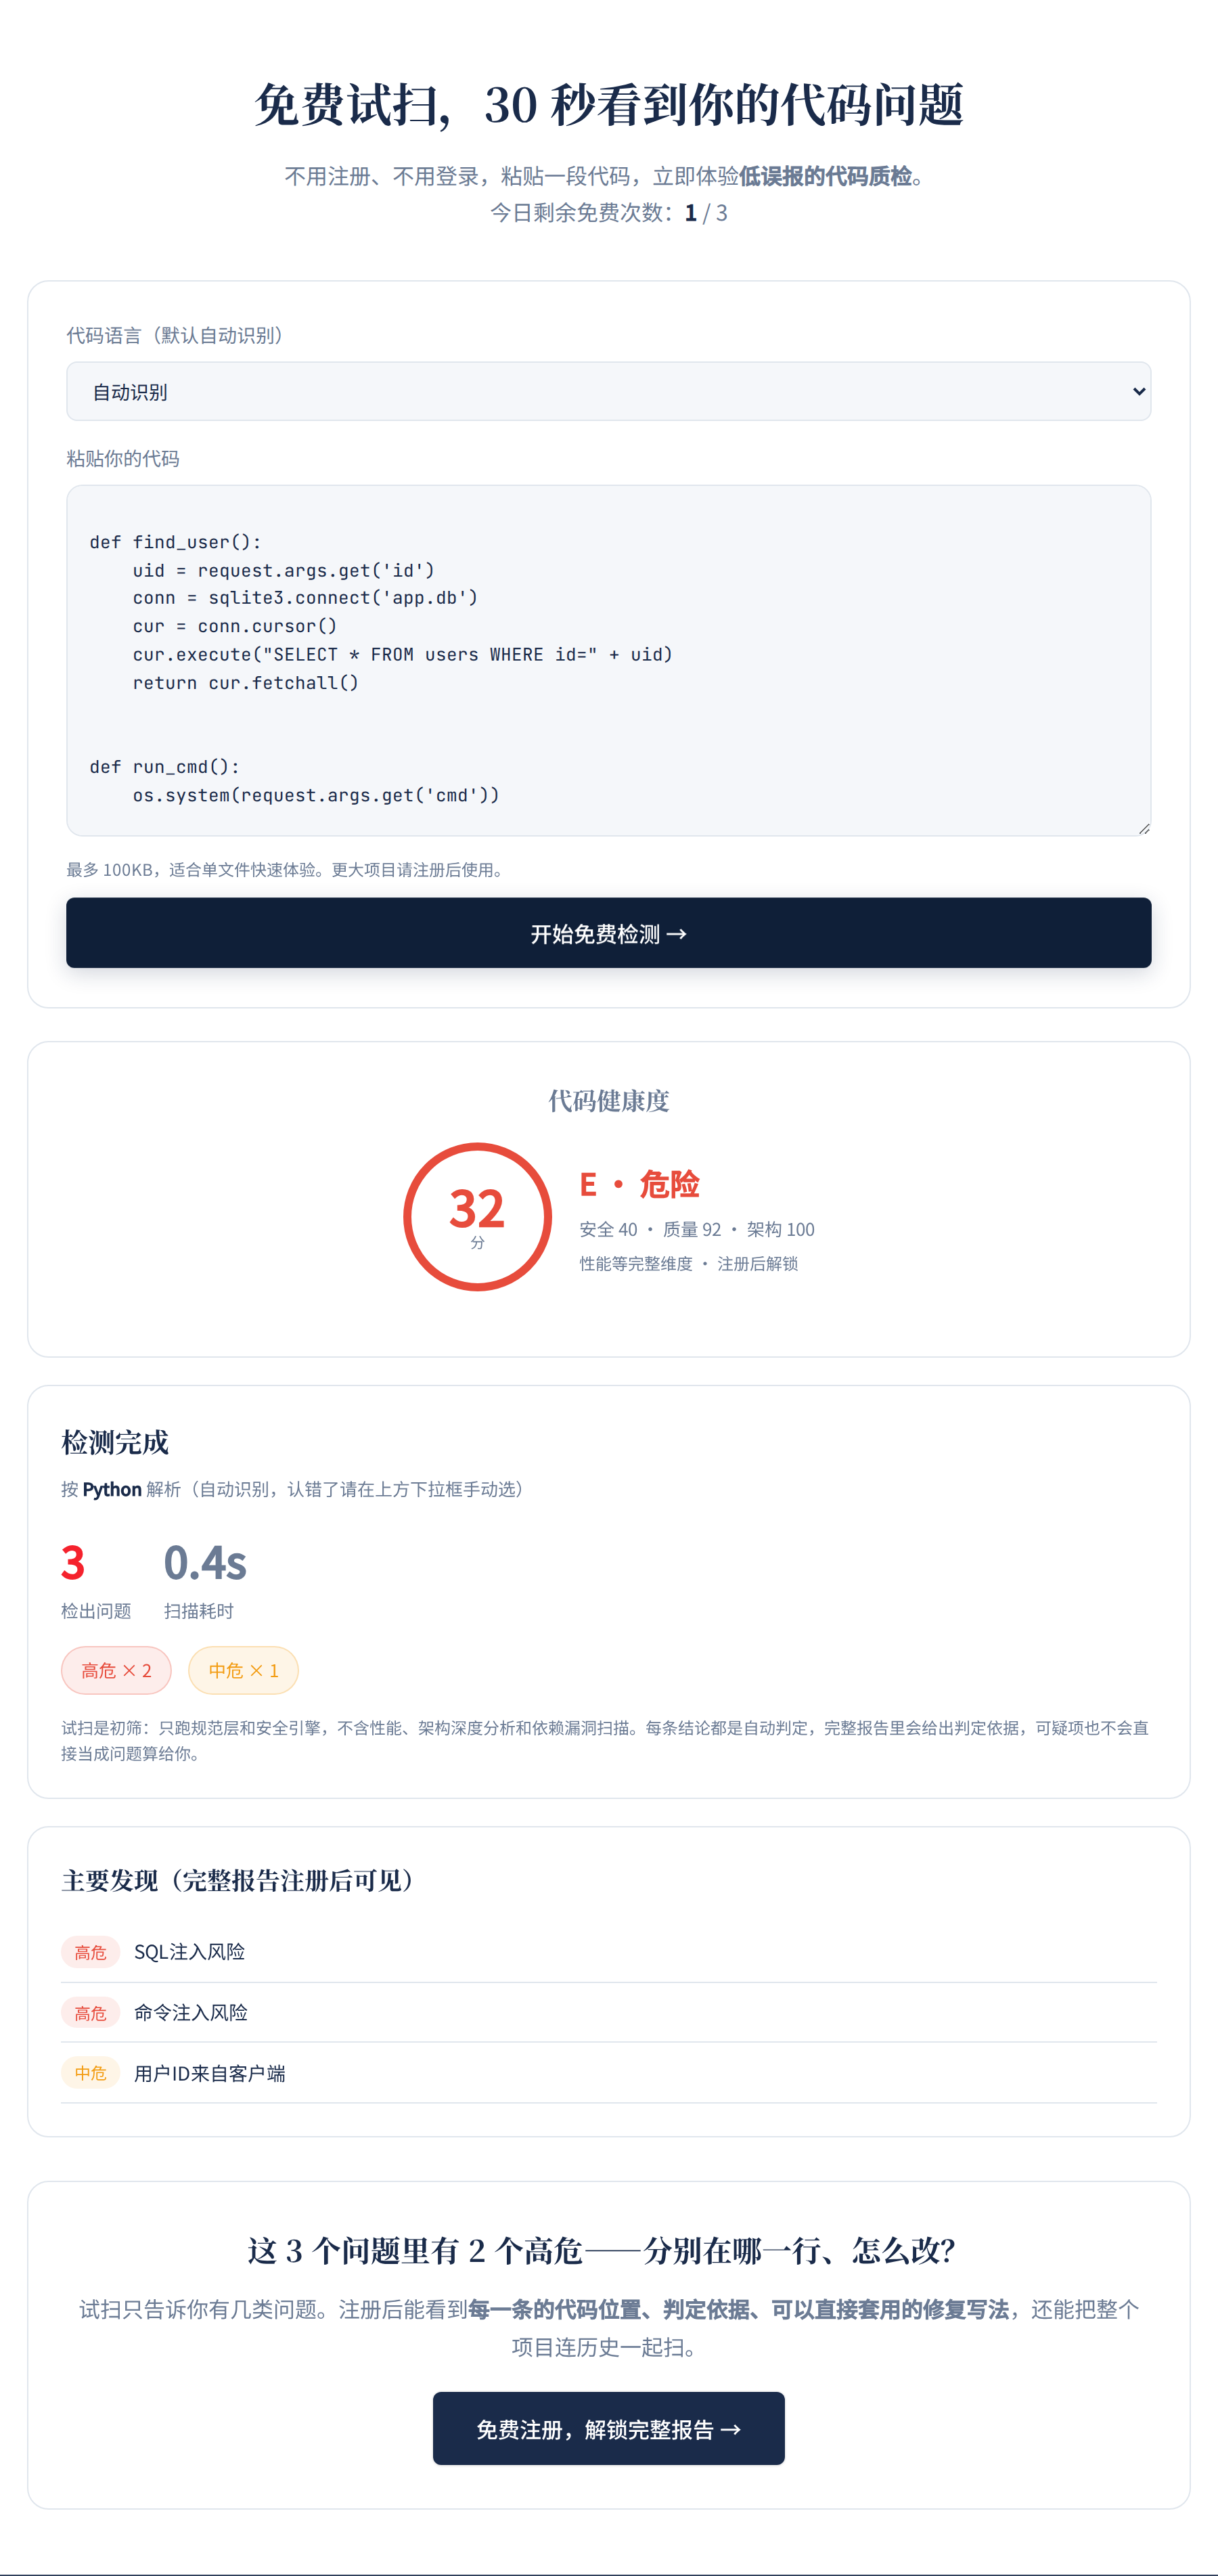 免费试扫，30 秒看到你的代码问题
不用注册、不用登录，粘贴一段代码，立即体验低误报的代码质检。
今日剩余免费次数：1 / 3
代码语言（默认自动识别）
自动识别
粘贴你的代码
def find_user():
    uid = request.args.get('id')
    conn = sqlite3.connect('app.db')
    cur = conn.cursor()
    cur.execute("SELECT * FROM users WHERE id=" + uid)
    return cur.fetchall()
def run_cmd():
    os.system(request.args.get('cmd'))
最多 100KB，适合单文件快速体验。更大项目请注册后使用。
开始免费检测 →
代码健康度
32
分
E · 危险
安全 40 · 质量 92 · 架构 100
性能等完整维度 · 注册后解锁
检测完成
按 Python 解析（自动识别，认错了请在上方下拉框手动选）
3 0.4s
检出问题 扫描耗时
高危 × 2 中危 × 1
试扫是初筛：只跑规范层和安全引擎，不含性能、架构深度分析和依赖漏洞扫描。每条结论都是自动判定，完整报告里会给出判定依据，可疑项也不会直
接当成问题算给你。
主要发现（完整报告注册后可见）
高危 SQL注入风险
高危 命令注入风险
中危 用户ID来自客户端
这 3 个问题里有 2 个高危——分别在哪一行、怎么改？
试扫只告诉你有几类问题。注册后能看到每一条的代码位置、判定依据、可以直接套用的修复写法，还能把整个
项目连历史一起扫。
免费注册，解锁完整报告 →